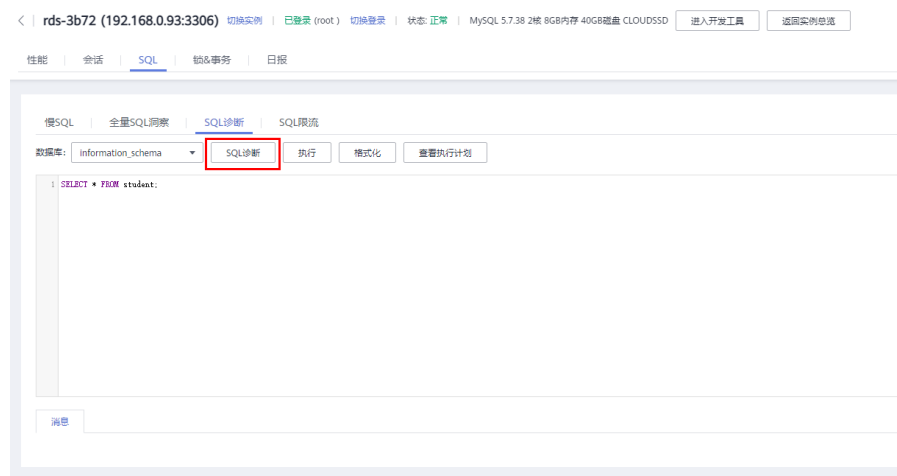 rds-3b72 (192.168.0.93:3306) 切换实例 | 已登录 (root ) 切换登录 | 状态: 正常 | MySQL 5.7.38 2核 8GB内存 40GB磁盘 CLOUDSSD 进入开发工具 返回实例总览
性能 会话 SQL 锁&事务 日报
慢SQL 全量SQL洞察 SQL诊断 SQL限流
数据库: information_schema SQL诊断 执行 格式化 查看执行计划
1 SELECT * FROM student;
消息